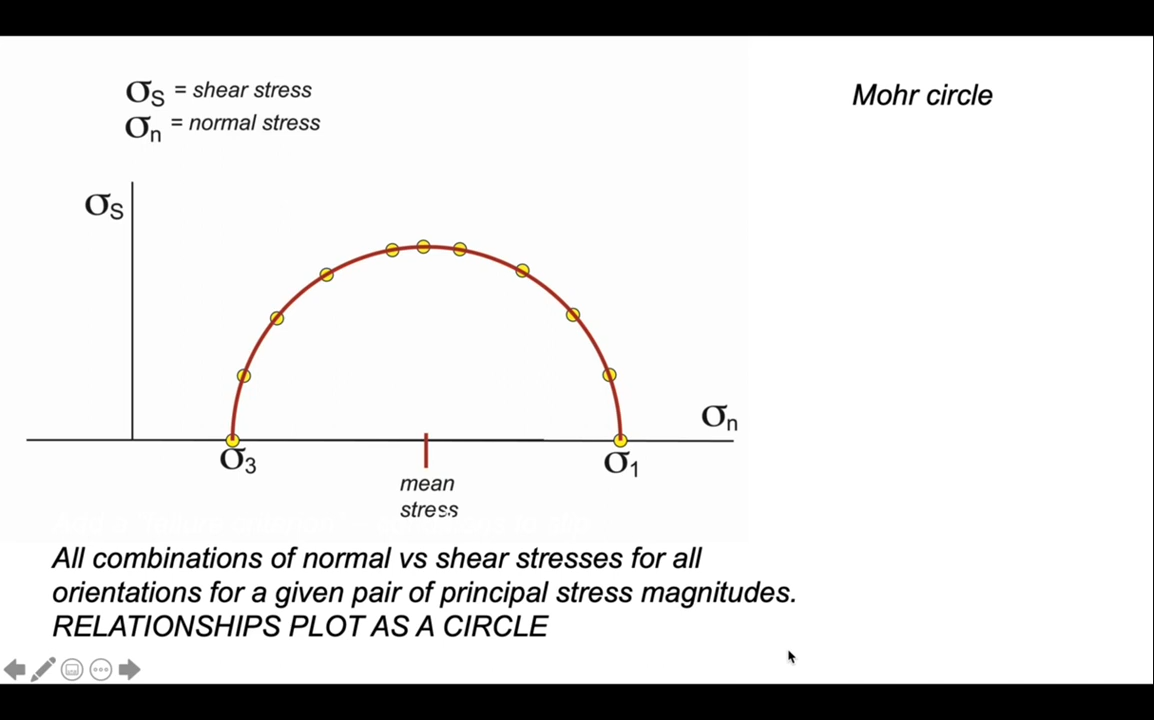 σS = shear stress
Mohr circle
σn = normal stress
σS
σn
σ3
σ1
mean
stress
All combinations of normal vs shear stresses for all
orientations for a given pair of principal stress magnitudes.
RELATIONSHIPS PLOT AS A CIRCLE